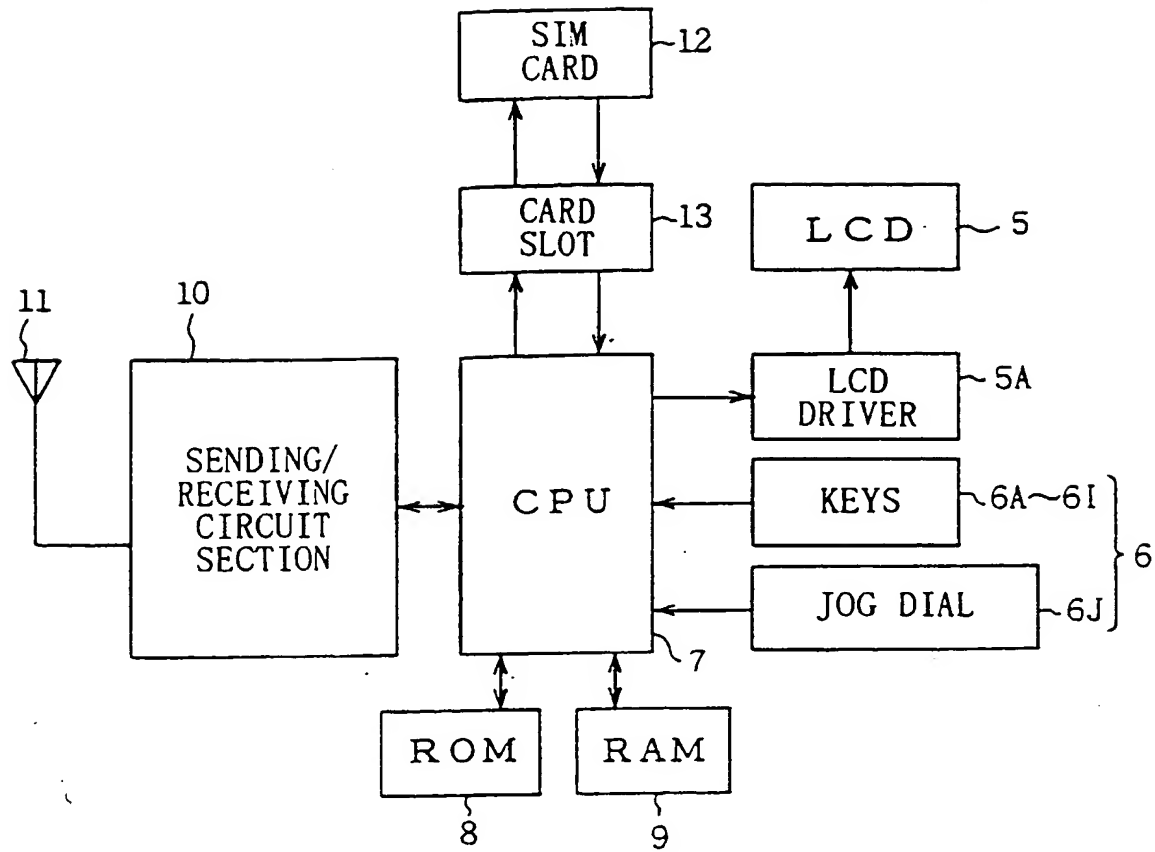 SIM
CARD
12
CARD
SLOT
13
LCD
5
11
10
LCD
DRIVER
5A
SENDING/
RECEIVING
CIRCUIT
SECTION
CPU
KEYS
6A~6I
6
JOG DIAL
6J
7
ROM
RAM
8
9